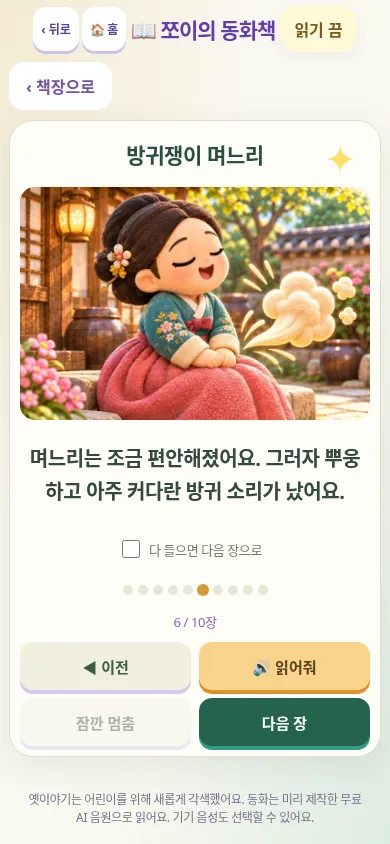 ‹ 뒤로 🏠 홈 📖 쪼이의 동화책 읽기 끔
‹ 책장으로
방귀쟁이 며느리
며느리는 조금 편안해졌어요. 그러자 뿌웅
하고 아주 커다란 방귀 소리가 났어요.
다 들으면 다음 장으로
6 / 10장
◀ 이전 🔊 읽어줘
잠깐 멈춤 다음 장
옛이야기는 어린이를 위해 새롭게 각색했어요. 동화는 미리 제작한 무료
AI 음원으로 읽어요. 기기 음성도 선택할 수 있어요.